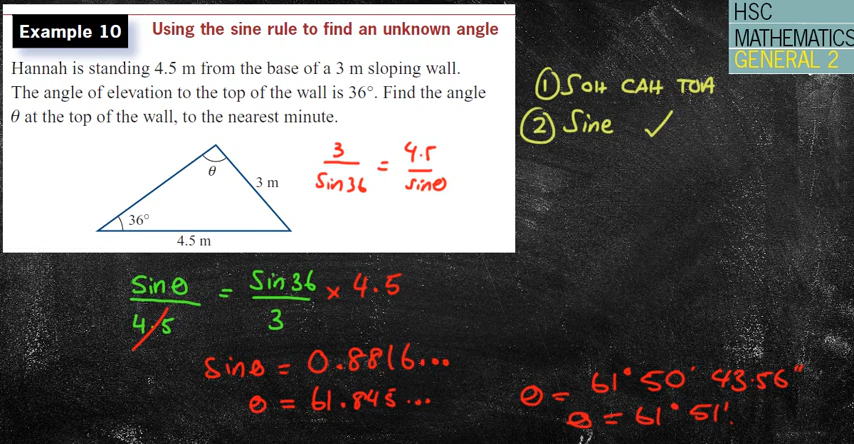 HSC
MATHEMATICS
GENERAL 2
Example 10 Using the sine rule to find an unknown angle
Hannah is standing 4.5 m from the base of a 3 m sloping wall.
The angle of elevation to the top of the wall is 36°. Find the angle
θ at the top of the wall, to the nearest minute.
① SOH CAH TOA
② Sine ✓
θ
3 m
36°
4.5 m
3/Sin36 = 4.5/Sinθ
Sinθ/4.5 = Sin36/3 × 4.5
Sinθ = 0.8816...
θ = 61.845...
θ = 61° 50' 43.56"
θ = 61° 51'.